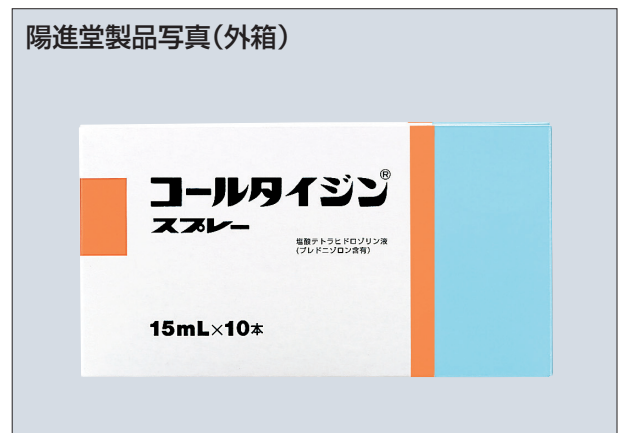 陽進堂製品写真(外箱)
コールタイジン®
スプレー
塩酸テトラヒドロゾリン液
(プレドニゾロン含有)
15mL×10本